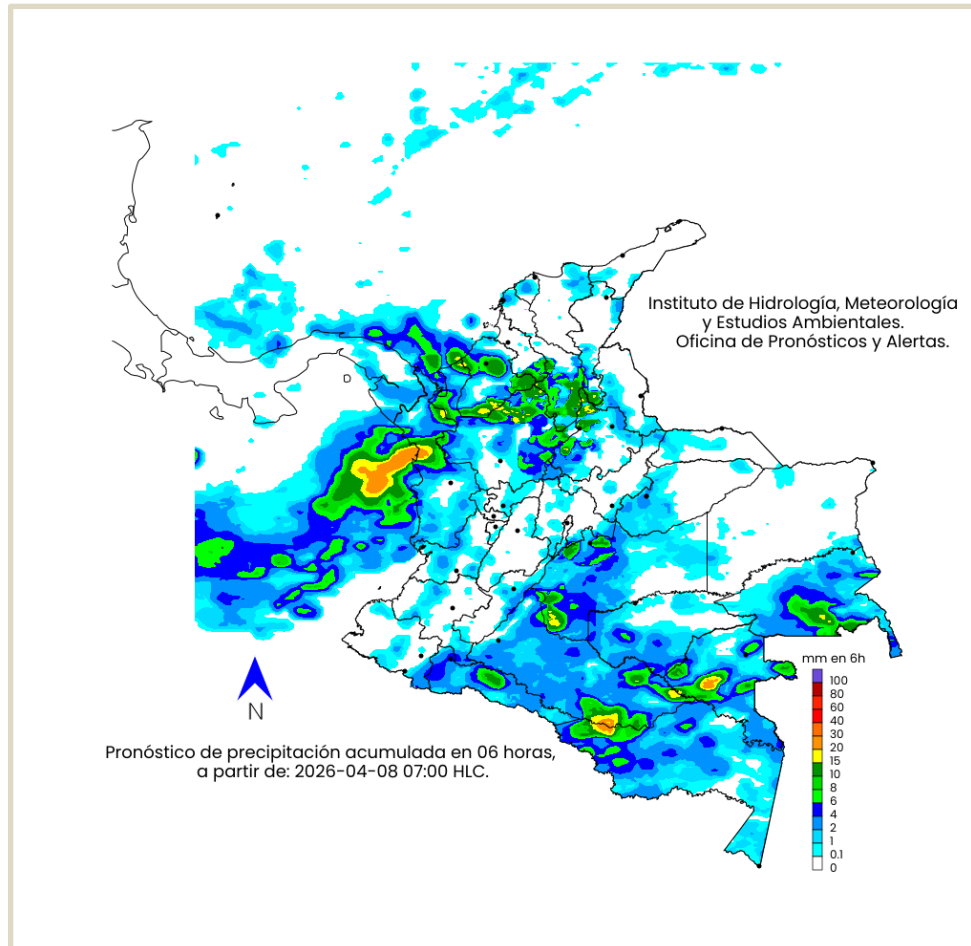 Instituto de Hidrología, Meteorología
y Estudios Ambientales.
Oficina de Pronósticos y Alertas.
mm en 6h
100
80
60
40
30
20
15
10
8
6
4
2
1
0.1
0
N
Pronóstico de precipitación acumulada en 06 horas,
a partir de: 2026-04-08 07:00 HLC.